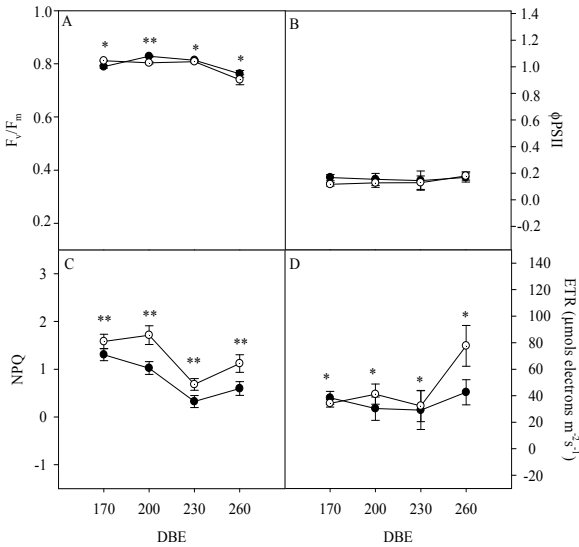 A
B
C
D
1.0
0.8
0.6
0.4
0.2
F_v/F_m
* ** * *
1.4
1.2
1.0
0.8
0.6
0.4
0.2
0.0
-0.2
ϕPSII
3
2
1
0
-1
NPQ
** ** ** **
140
120
100
80
60
40
20
0
-20
ETR (μmols electrons m⁻²s⁻¹)
* * * *
170 200 230 260
170 200 230 260
DBE
DBE